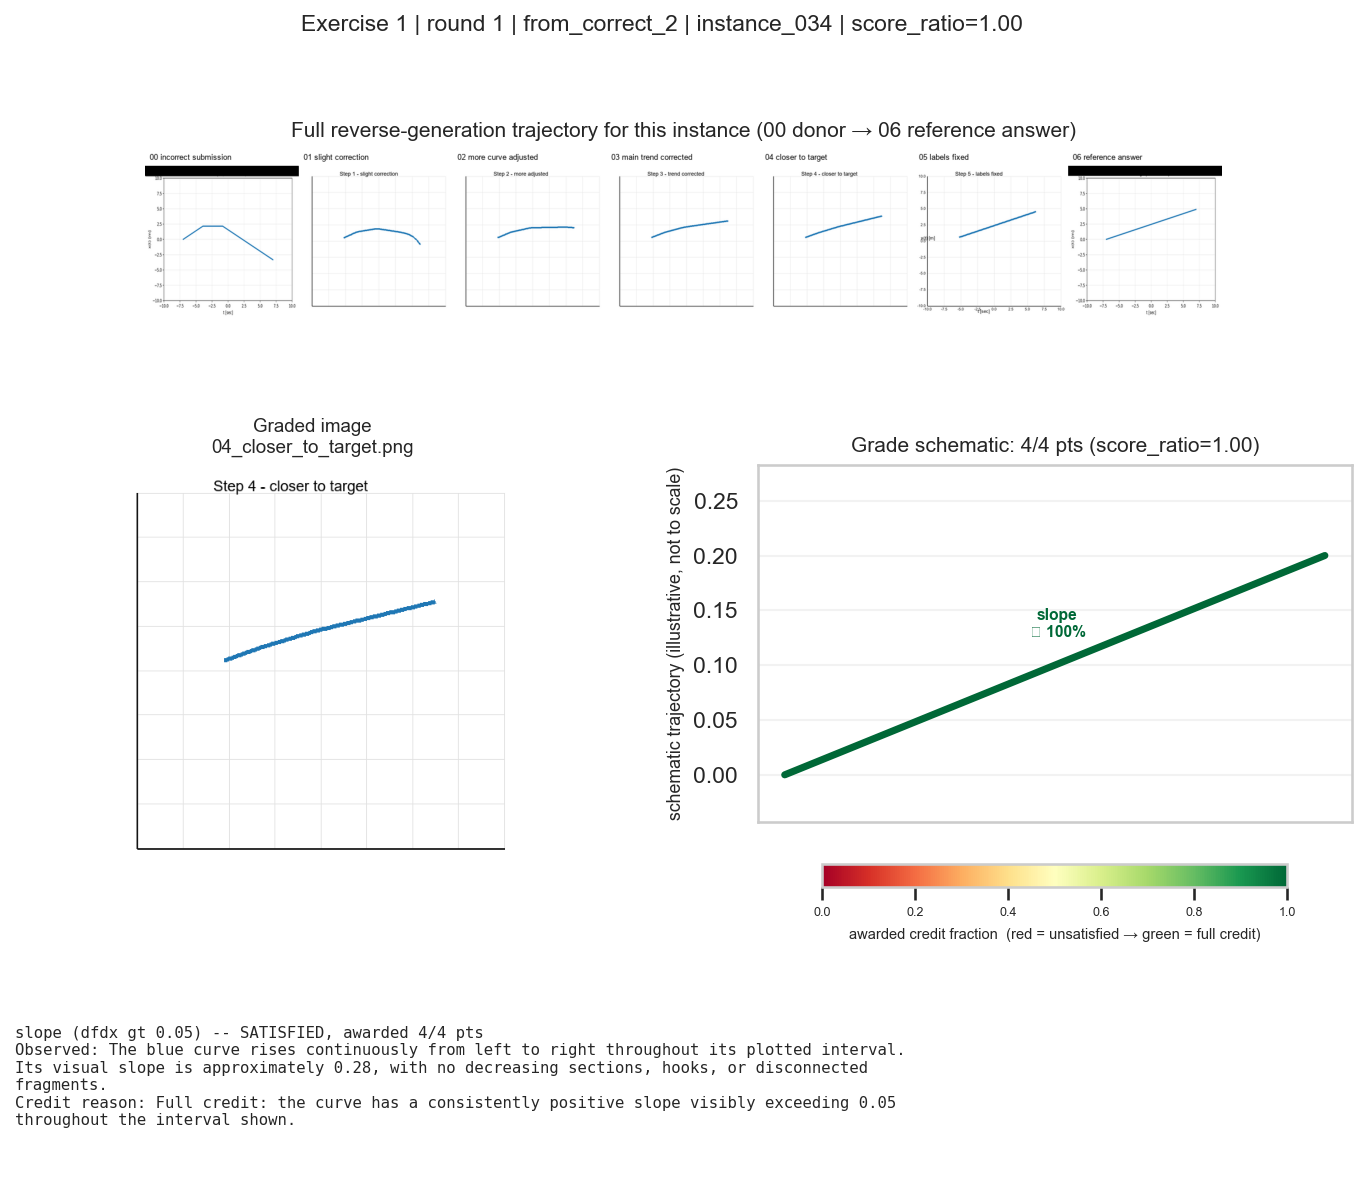 Exercise 1 | round 1 | from_correct_2 | instance_034 | score_ratio=1.00
Full reverse-generation trajectory for this instance (00 donor → 06 reference answer)
00 incorrect submission
01 slight correction
02 more curve adjusted
03 main trend corrected
04 closer to target
05 labels fixed
06 reference answer
Step 1 - slight correction
Step 2 - more adjusted
Step 3 - trend corrected
Step 4 - closer to target
Step 5 - labels fixed
Graded image
04_closer_to_target.png
Step 4 - closer to target
Grade schematic: 4/4 pts (score_ratio=1.00)
schematic trajectory (illustrative, not to scale)
0.25
0.20
0.15
0.10
0.05
0.00
slope
100%
0.0 0.2 0.4 0.6 0.8 1.0
awarded credit fraction (red = unsatisfied → green = full credit)
slope (dfdx gt 0.05) -- SATISFIED, awarded 4/4 pts
Observed: The blue curve rises continuously from left to right throughout its plotted interval.
Its visual slope is approximately 0.28, with no decreasing sections, hooks, or disconnected
fragments.
Credit reason: Full credit: the curve has a consistently positive slope visibly exceeding 0.05
throughout the interval shown.